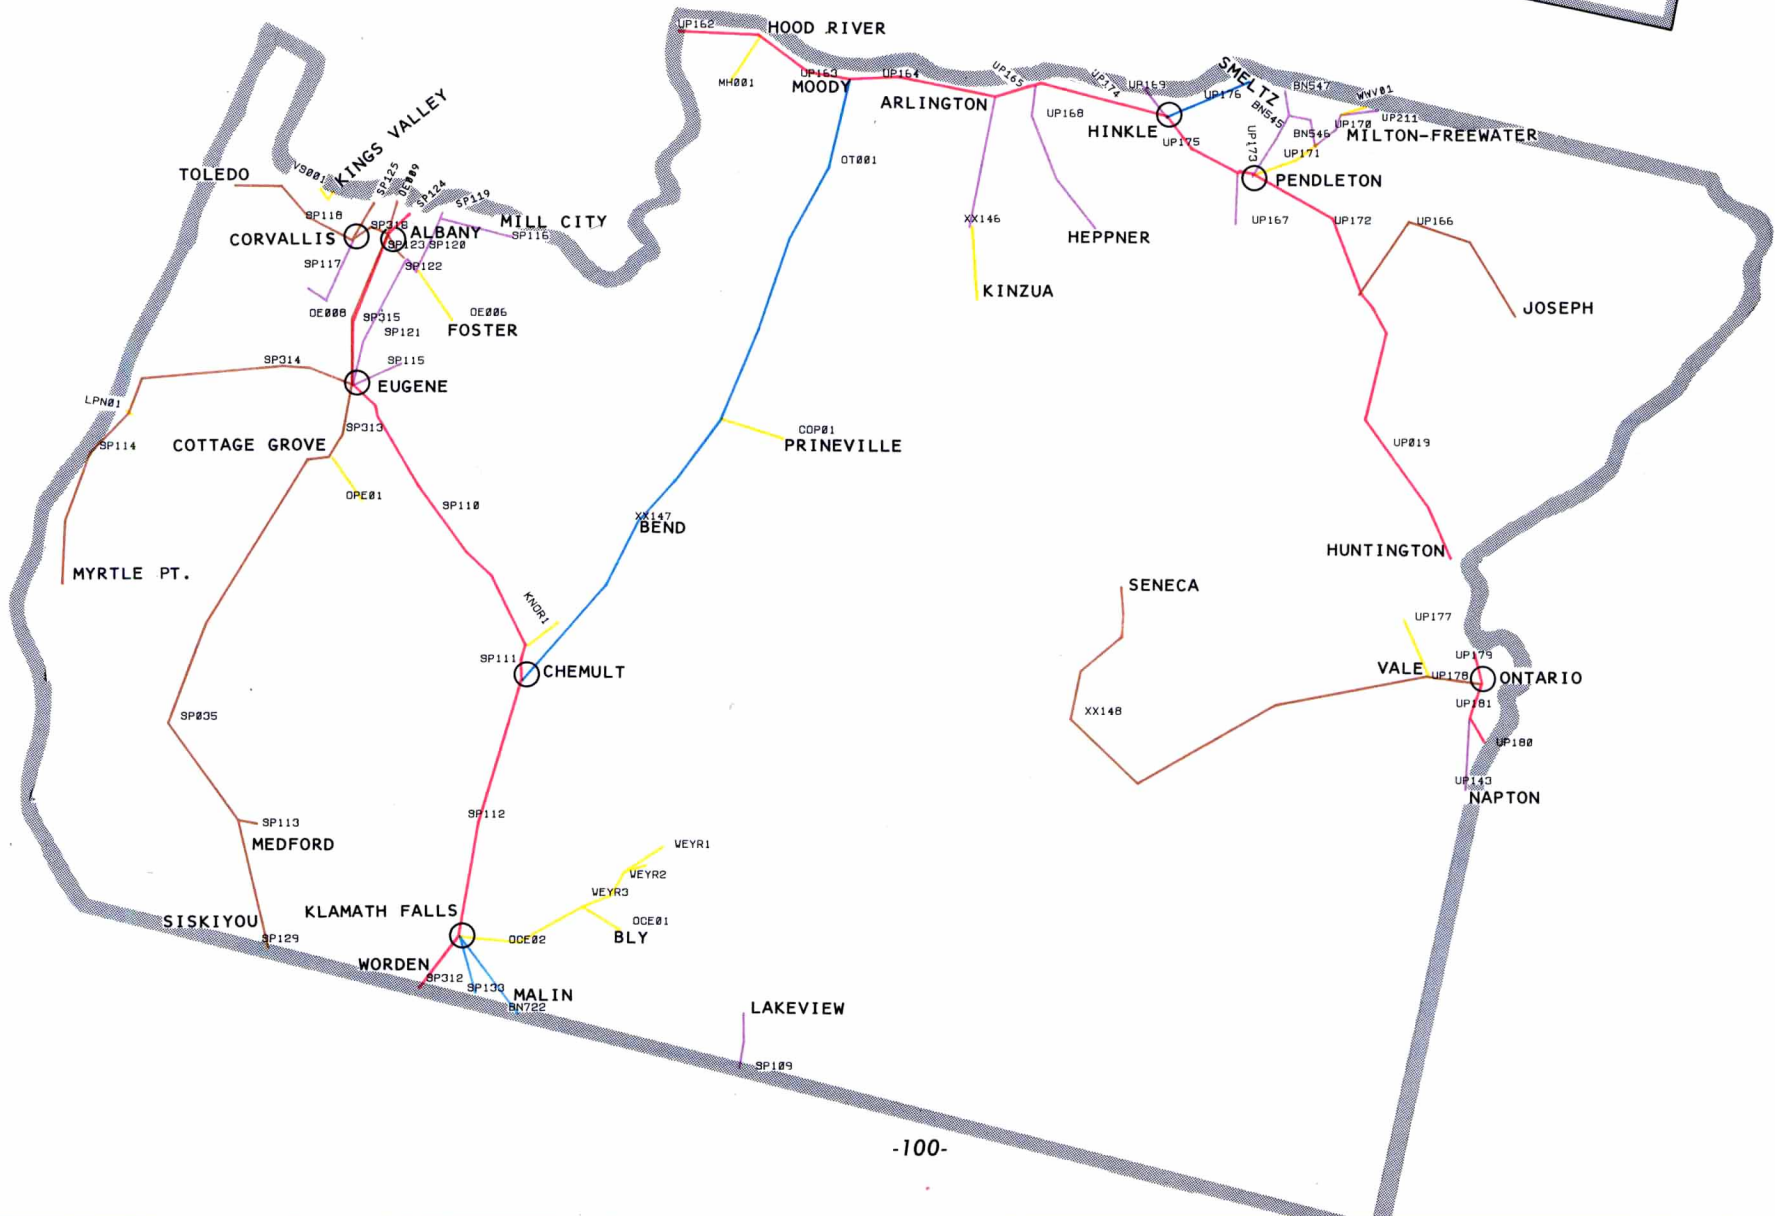 UP162
HOOD RIVER
MH001
UP163
MOODY
UP164
UP165
ARLINGTON
UP174
UP169
SMELTZ
UP176
BN547
WWV01
UP168
HINKLE
BN545
UP170
UP211
BN546
MILTON-FREEWATER
UP175
UP173
UP171
PENDLETON
OT001
KINGS VALLEY
VS001
TOLEDO
SP125
OE009
SP124
SP119
SP118
SP318
MILL CITY
SP116
CORVALLIS
ALBANY
SP123
SP120
SP117
SP122
XX146
HEPPNER
UP167
UP172
UP166
KINZUA
JOSEPH
OE008
SP315
OE006
FOSTER
SP121
SP314
SP115
EUGENE
LPN01
SP114
SP313
COTTAGE GROVE
COP01
PRINEVILLE
UP019
OPE01
SP110
XX147
BEND
HUNTINGTON
MYRTLE PT.
SENECA
KNOR1
UP177
SP111
CHEMULT
UP179
VALE
UP178
ONTARIO
SP035
XX148
UP181
UP180
UP143
NAPTON
SP112
SP113
MEDFORD
WEYR1
WEYR2
WEYR3
KLAMATH FALLS
SISKIYOU
OCE01
BLY
OCE02
SP129
WORDEN
SP312
SP133
MALIN
BN722
LAKEVIEW
SP109
-100-